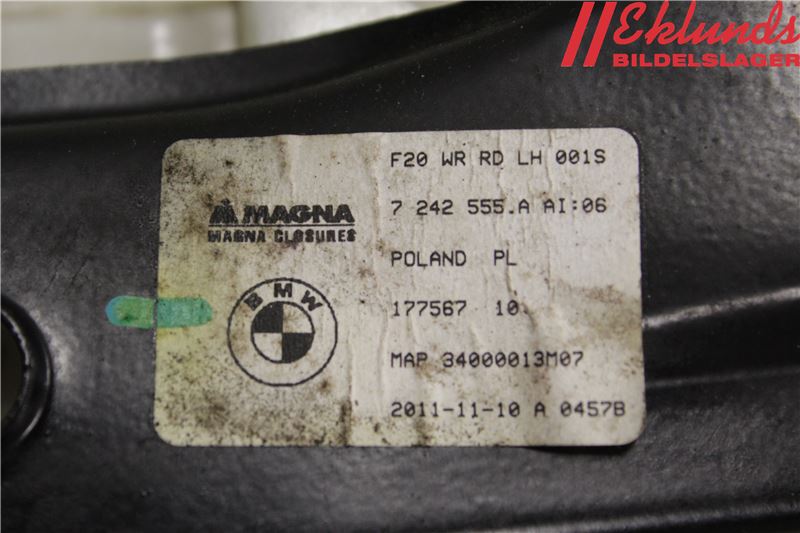 Eklunds
BILDELSLAGER
F20 WR RD LH 001S
MAGNA
MAGNA CLOSURES
7 242 555.A AI:06
POLAND PL
BMW
177567 10
MAP 34000013M07
2011-11-10 A 0457B